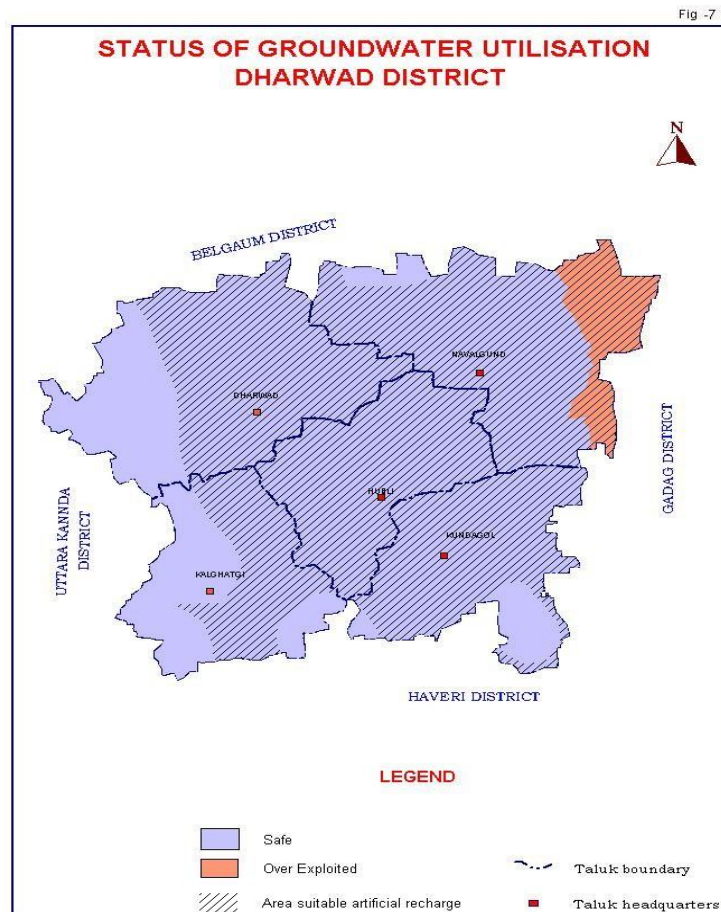 Fig -7
STATUS OF GROUNDWATER UTILISATION
DHARWAD DISTRICT
N
BELGAUM DISTRICT
NAVALGUND
DHARWAD
GADAG DISTRICT
HUBLI
UTTARA KANNDA
DISTRICT
KUNDAGOL
KALGHATGI
HAVERI DISTRICT
LEGEND
Safe
Over Exploited
Taluk boundary
Area suitable artificial recharge
Taluk headquarters